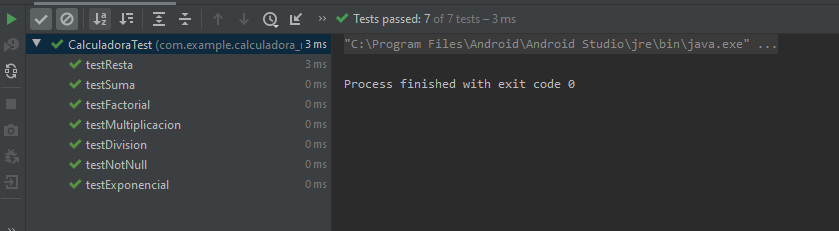 Tests passed: 7 of 7 tests – 3 ms
CalculadoraTest (com.example.calculadora_ 3 ms
testResta 3 ms
testSuma 0 ms
testFactorial 0 ms
testMultiplicacion 0 ms
testDivision 0 ms
testNotNull 0 ms
testExponencial 0 ms
"C:\Program Files\Android\Android Studio\jre\bin\java.exe" ...
Process finished with exit code 0